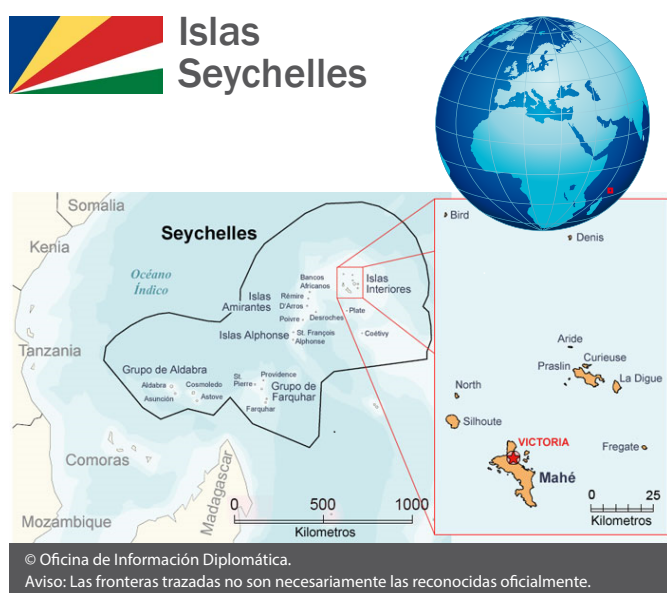 Islas
Seychelles
Somalia
Kenia
Tanzania
Comoras
Mozambique
Madagascar
Seychelles
Océano
Índico
Bancos
Africanos
Islas
Interiores
Islas
Amirantes
Rémire
D'Arros
Poivre
Desroches
Plate
Islas Alphonse
St. François
Alphonse
Coëtivy
Grupo de Aldabra
Aldabra
Cosmoledo
Asunción
Astove
St.
Pierre
Providence
Grupo de
Farquhar
Farquhar
0 500 1000
Kilometros
Bird
Denis
Aride
Curieuse
Praslin
La Digue
North
Silhoute
VICTORIA
Fregate
Mahé
0 25
Kilometros
© Oficina de Información Diplomática.
Aviso: Las fronteras trazadas no son necesariamente las reconocidas oficialmente.